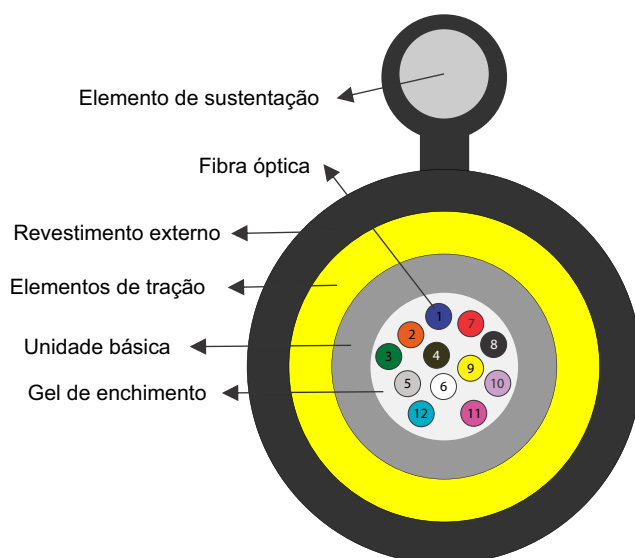 Elemento de sustentação
Fibra óptica
Revestimento externo
Elementos de tração
Unidade básica
Gel de enchimento
1
7
2
8
3
4
9
5
6
10
12
11